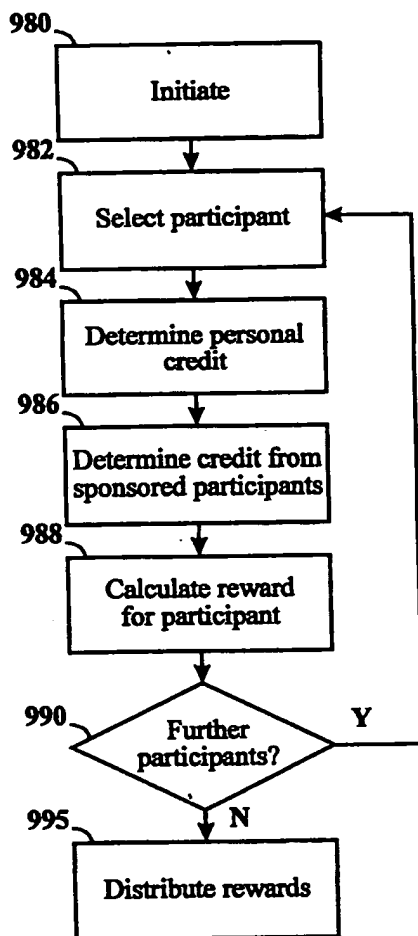 980
Initiate
982
Select participant
984
Determine personal
credit
986
Determine credit from
sponsored participants
988
Calculate reward
for participant
990
Further
participants?
Y
N
995
Distribute rewards